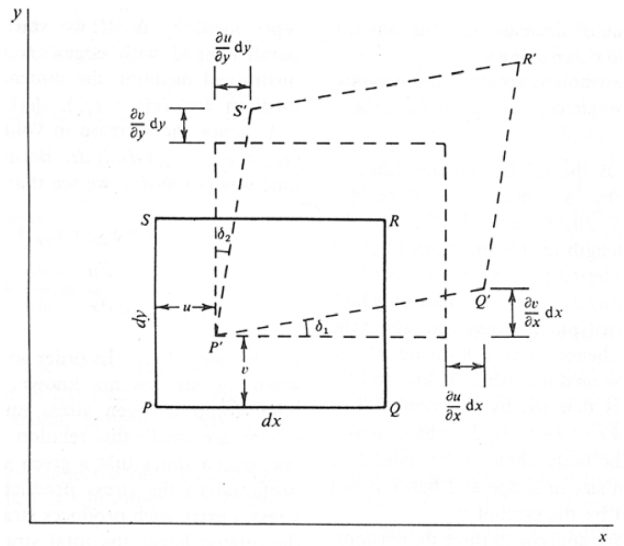 y
∂u/∂y dy
R'
S'
∂v/∂y dy
S
R
δ₂
u
Q'
∂v/∂x dx
dy
P'
δ₁
v
∂u/∂x dx
P
dx
Q
x